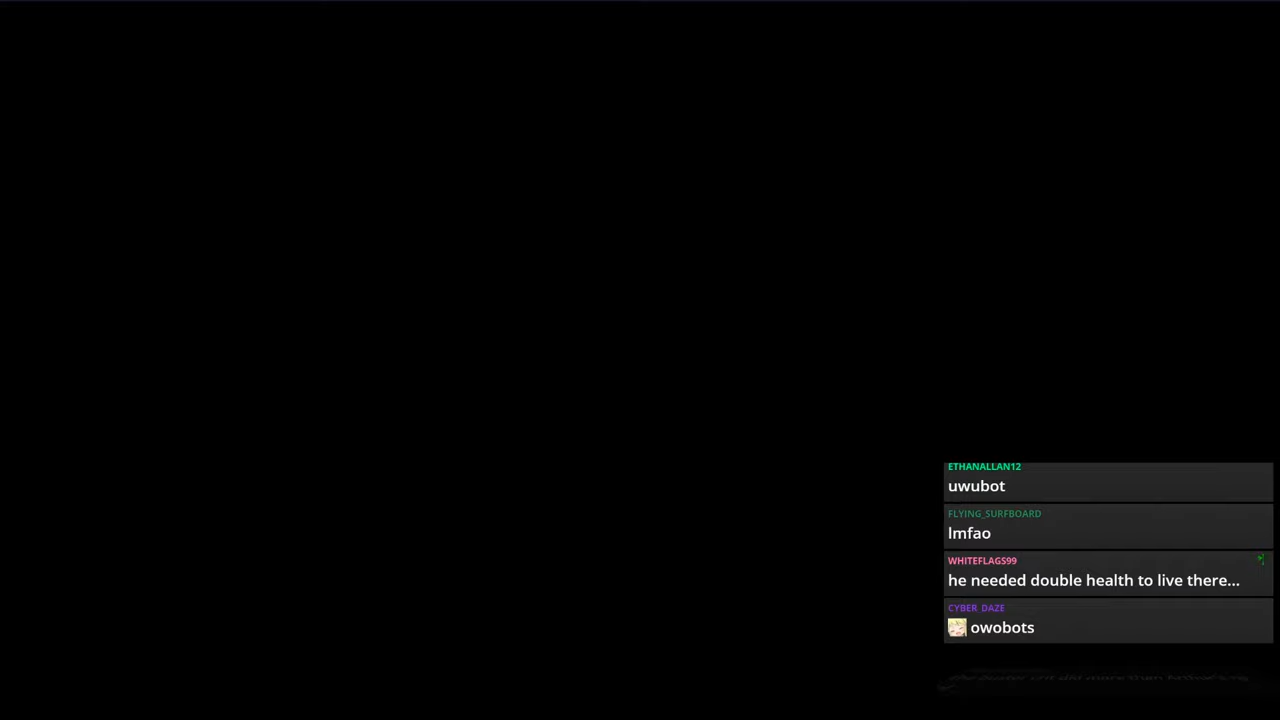 ETHANALLAN12
uwubot
FLYING_SURFBOARD
lmfao
WHITEFLAGS99
he needed double health to live there...
CYBER_DAZE
owobots